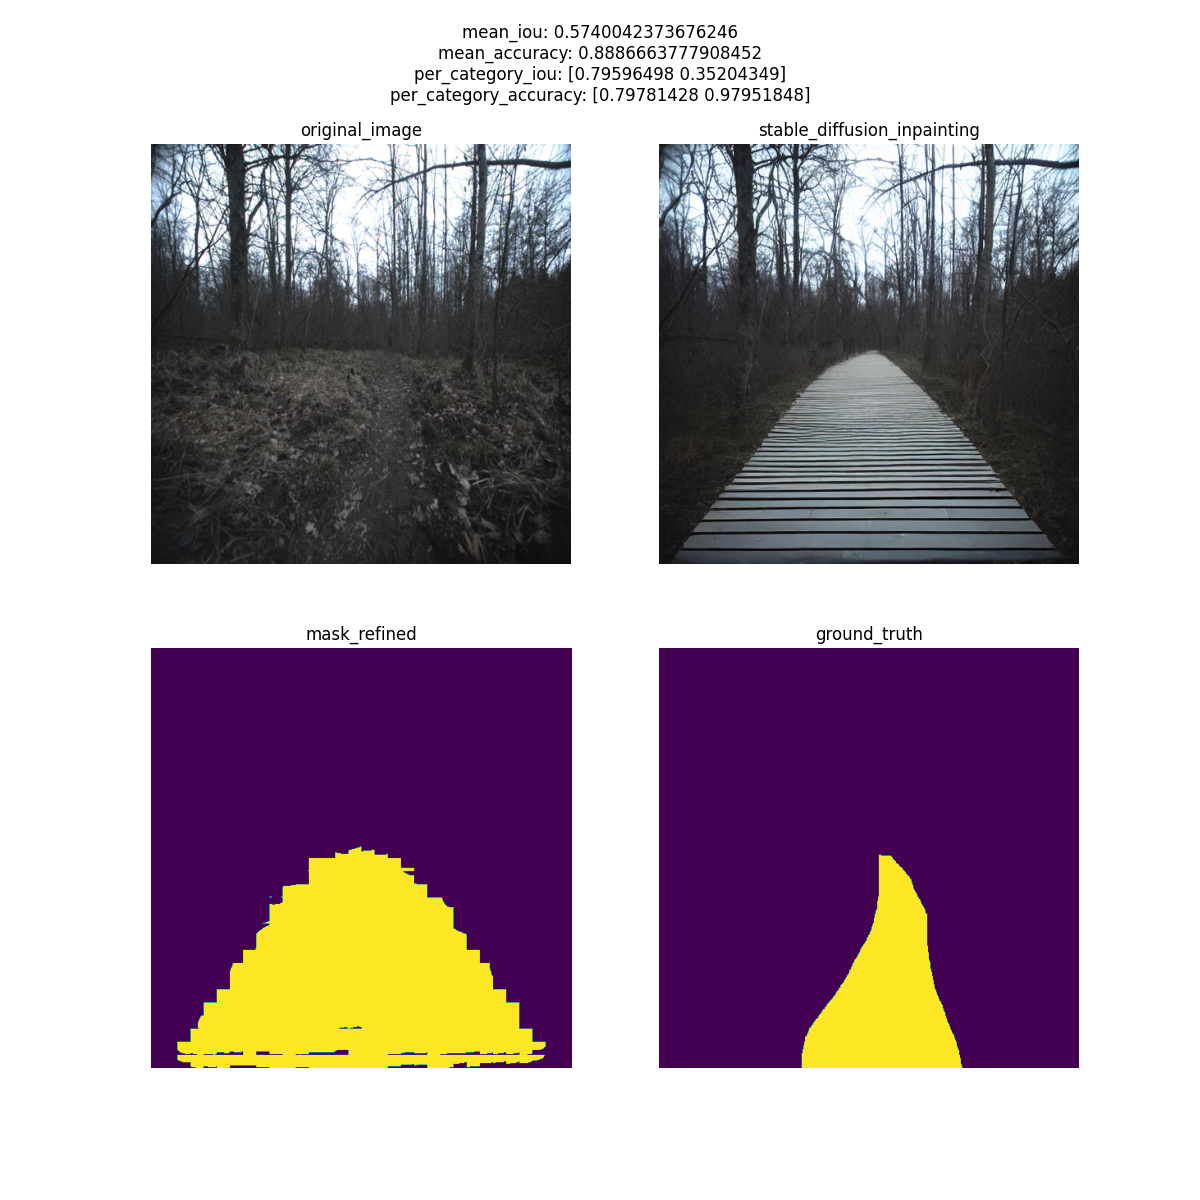 mean_iou: 0.5740042373676246
mean_accuracy: 0.8886663777908452
per_category_iou: [0.79596498 0.35204349]
per_category_accuracy: [0.79781428 0.97951848]
original_image
stable_diffusion_inpainting
mask_refined
ground_truth